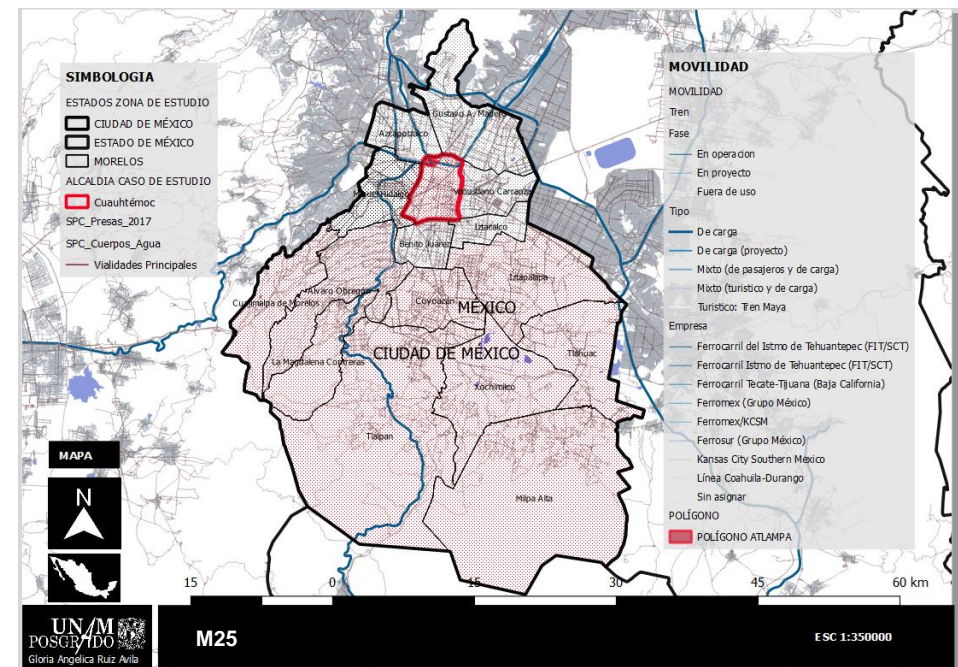 SIMBOLOGIA
ESTADOS ZONA DE ESTUDIO
CIUDAD DE MÉXICO
ESTADO DE MÉXICO
MORELOS
ALCALDIA CASO DE ESTUDIO
Cuauhtémoc
SPC_Presas_2017
SPC_Cuerpos_Agua
Vialidades Principales
Gustavo A. Madero
Azcapotzalco
Miguel Hidalgo
Venustiano Carranza
Iztacalco
Benito Juárez
Iztapalapa
Alvaro Obregón
Coyoacán
Cuajimalpa de Morelos
MÉXICO
La Magdalena Contreras
CIUDAD DE MÉXICO
Tláhuac
Xochimilco
Tlalpan
Milpa Alta
MOVILIDAD
MOVILIDAD
Tren
Fase
En operacion
En proyecto
Fuera de uso
Tipo
De carga
De carga (proyecto)
Mixto (de pasajeros y de carga)
Mixto (turistico y de carga)
Turistico: Tren Maya
Empresa
Ferrocarril del Istmo de Tehuantepec (FIT/SCT)
Ferrocarril Istmo de Tehuantepec (FIT/SCT)
Ferrocarril Tecate-Tijuana (Baja California)
Ferromex (Grupo México)
Ferromex/KCSM
Ferrosur (Grupo México)
Kansas City Southern Mexico
Línea Coahuila-Durango
Sin asignar
POLÍGONO
POLÍGONO ATLAMPA
MAPA
N
15 0 15 30 45 60 km
UNAM
POSGRADO
Gloria Angelica Ruiz Avila
M25
ESC 1:350000